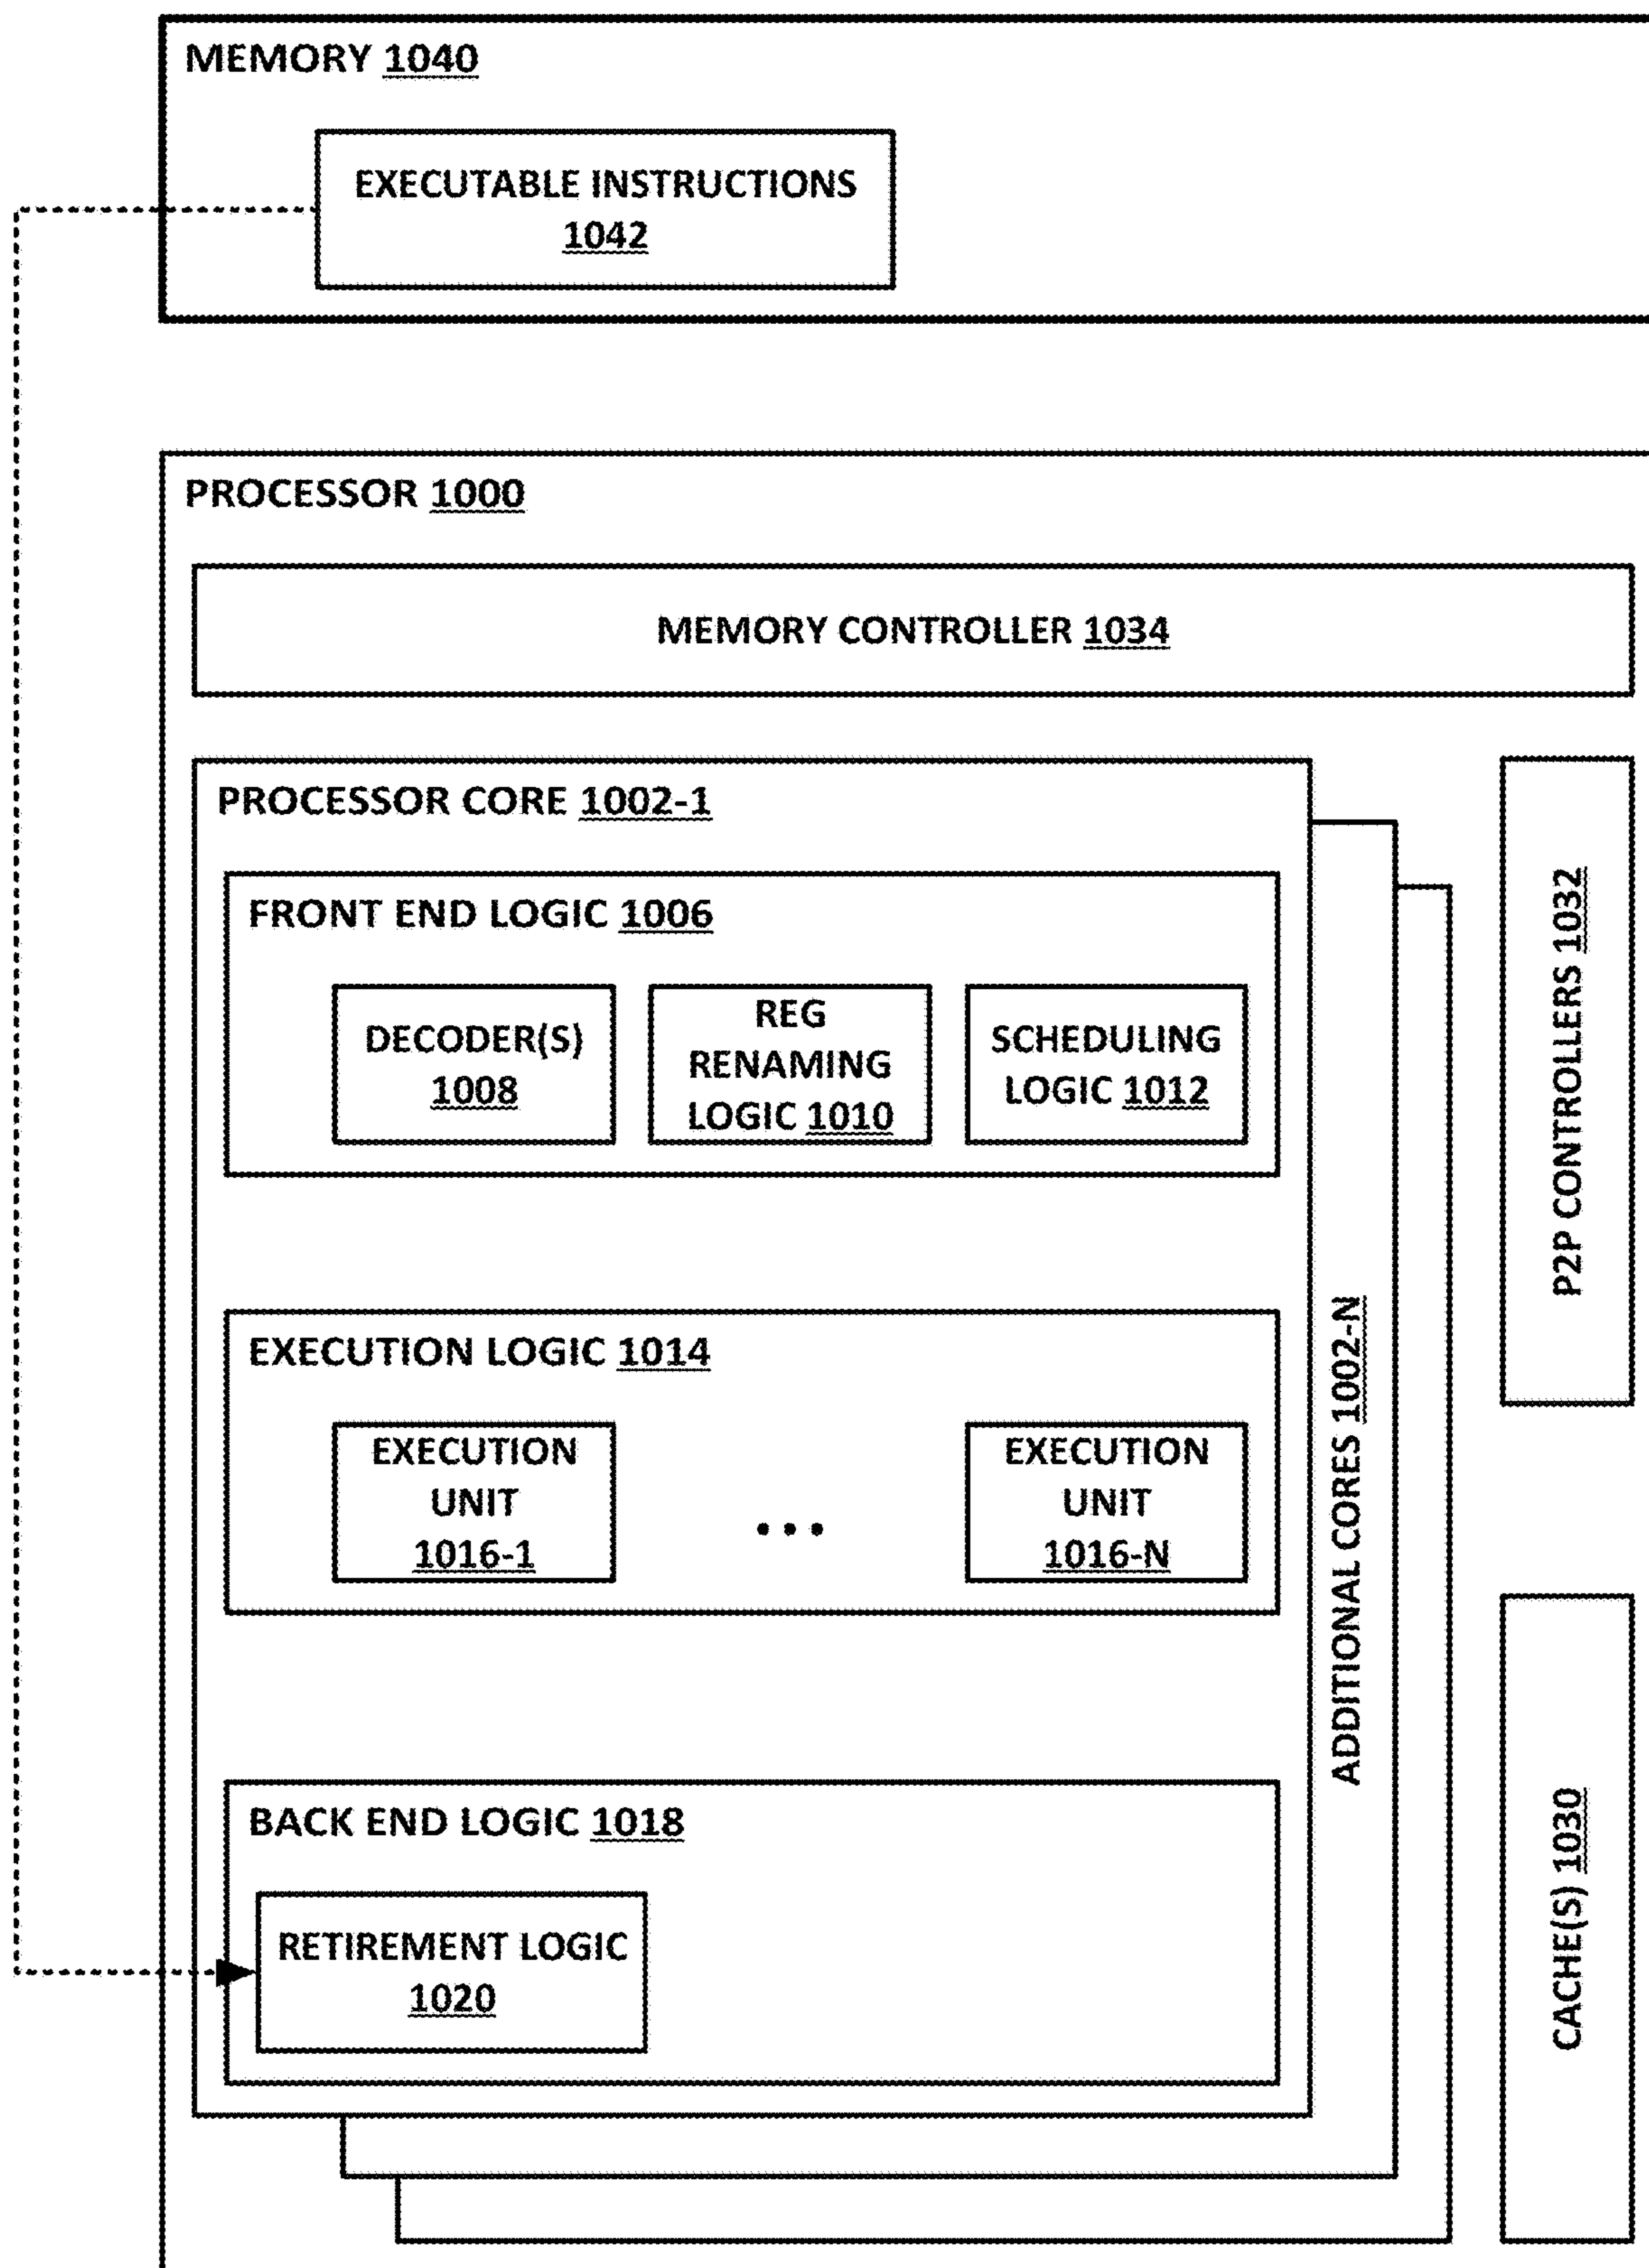 MEMORY 1040
EXECUTABLE INSTRUCTIONS
1042
PROCESSOR 1000
MEMORY CONTROLLER 1034
PROCESSOR CORE 1002-1
FRONT END LOGIC 1006
DECODER(S)
1008
REG
RENAMING
LOGIC 1010
SCHEDULING
LOGIC 1012
EXECUTION LOGIC 1014
EXECUTION
UNIT
1016-1
...
EXECUTION
UNIT
1016-N
BACK END LOGIC 1018
RETIREMENT LOGIC
1020
ADDITIONAL CORES 1002-N
P2P CONTROLLERS 1032
CACHE(S) 1030